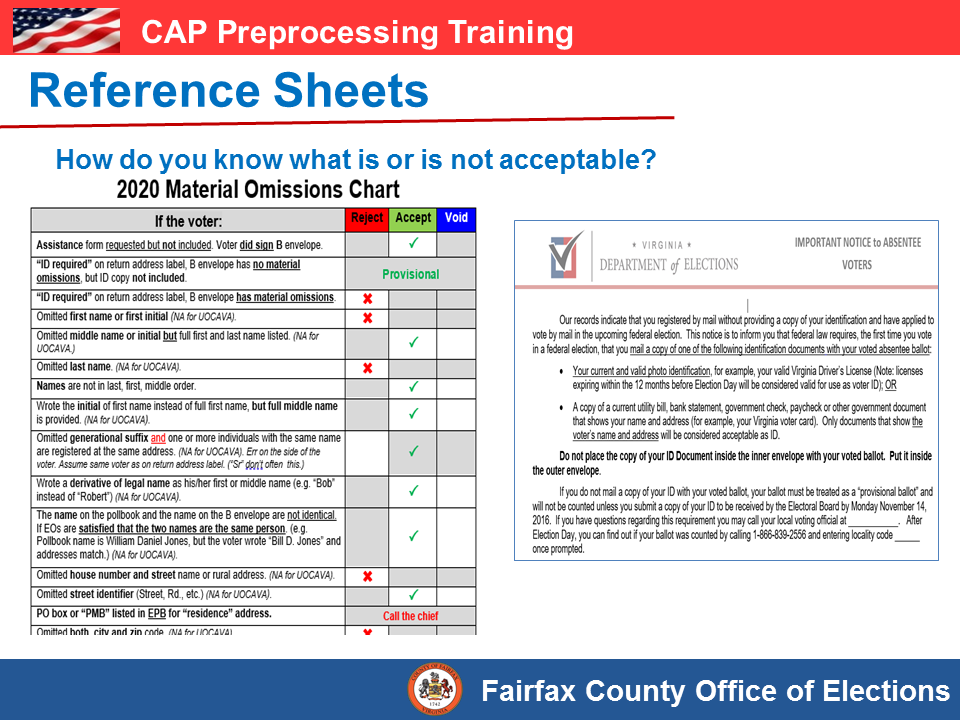 CAP Preprocessing Training
Reference Sheets
How do you know what is or is not acceptable?
2020 Material Omissions Chart
If the voter: Reject Accept Void
Assistance form requested but not included. Voter did sign B envelope. ✓
“ID required” on return address label, B envelope has no material
omissions, but ID copy not included. Provisional
“ID required” on return address label, B envelope has material omissions. ✘
Omitted first name or first initial (NA for UOCAVA). ✘
Omitted middle name or initial but full first and last name listed. (NA for
UOCAVA.) ✓
Omitted last name. (NA for UOCAVA). ✘
Names are not in last, first, middle order. ✓
Wrote the initial of first name instead of full first name, but full middle name
is provided. (NA for UOCAVA). ✓
Omitted generational suffix and one or more individuals with the same name
are registered at the same address. (NA for UOCAVA). Err on the side of the
voter. Assume same voter as on return address label. (“Sr” don’t often this.) ✓
Wrote a derivative of legal name as his/her first or middle name (e.g. “Bob”
instead of “Robert”) (NA for UOCAVA). ✓
The name on the pollbook and the name on the B envelope are not identical.
If EOs are satisfied that the two names are the same person. (e.g.
Pollbook name is William Daniel Jones, but the voter wrote “Bill D. Jones” and
addresses match.) (NA for UOCAVA). ✓
Omitted house number and street name or rural address. (NA for UOCAVA). ✘
Omitted street identifier (Street, Rd., etc.) (NA for UOCAVA). ✓
PO box or “PMB” listed in EPB for “residence” address. Call the chief
Omitted both, city and zip code. (NA for UOCAVA). ✘
★ VIRGINIA ★
DEPARTMENT of ELECTIONS
IMPORTANT NOTICE to ABSENTEE
VOTERS
Our records indicate that you registered by mail without providing a copy of your identification and have applied to
vote by mail in the upcoming federal election. This notice is to inform you that federal law requires, the first time you vote
in a federal election, that you mail a copy of one of the following identification documents with your voted absentee ballot:
• Your current and valid photo identification, for example, your valid Virginia Driver’s License (Note: licenses
expiring within the 12 months before Election Day will be considered valid for use as voter ID); OR
• A copy of a current utility bill, bank statement, government check, paycheck or other government document
that shows your name and address (for example, your Virginia voter card). Only documents that show the
voter’s name and address will be considered acceptable as ID.
Do not place the copy of your ID Document inside the inner envelope with your voted ballot. Put it inside
the outer envelope.
If you do not mail a copy of your ID with your voted ballot, your ballot must be treated as a “provisional ballot” and
will not be counted unless you submit a copy of your ID to be received by the Electoral Board by Monday November 14,
2016. If you have questions regarding this requirement you may call your local voting official at ___________. After
Election Day, you can find out if your ballot was counted by calling 1-866-839-2556 and entering locality code _____
once prompted.
Fairfax County Office of Elections